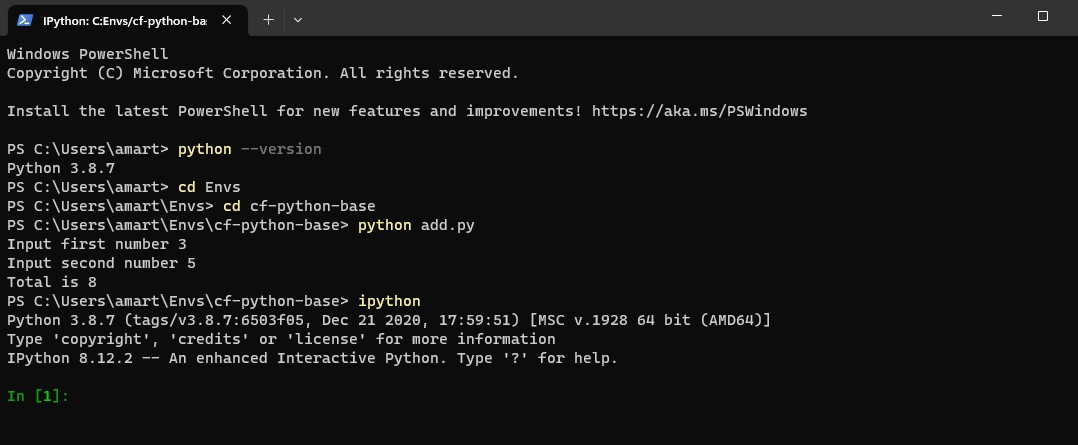 IPython: C:Envs/cf-python-ba
Windows PowerShell
Copyright (C) Microsoft Corporation. All rights reserved.
Install the latest PowerShell for new features and improvements! https://aka.ms/PSWindows
PS C:\Users\amart> python --version
Python 3.8.7
PS C:\Users\amart> cd Envs
PS C:\Users\amart\Envs> cd cf-python-base
PS C:\Users\amart\Envs\cf-python-base> python add.py
Input first number 3
Input second number 5
Total is 8
PS C:\Users\amart\Envs\cf-python-base> ipython
Python 3.8.7 (tags/v3.8.7:6503f05, Dec 21 2020, 17:59:51) [MSC v.1928 64 bit (AMD64)]
Type 'copyright', 'credits' or 'license' for more information
IPython 8.12.2 -- An enhanced Interactive Python. Type '?' for help.
In [1]: